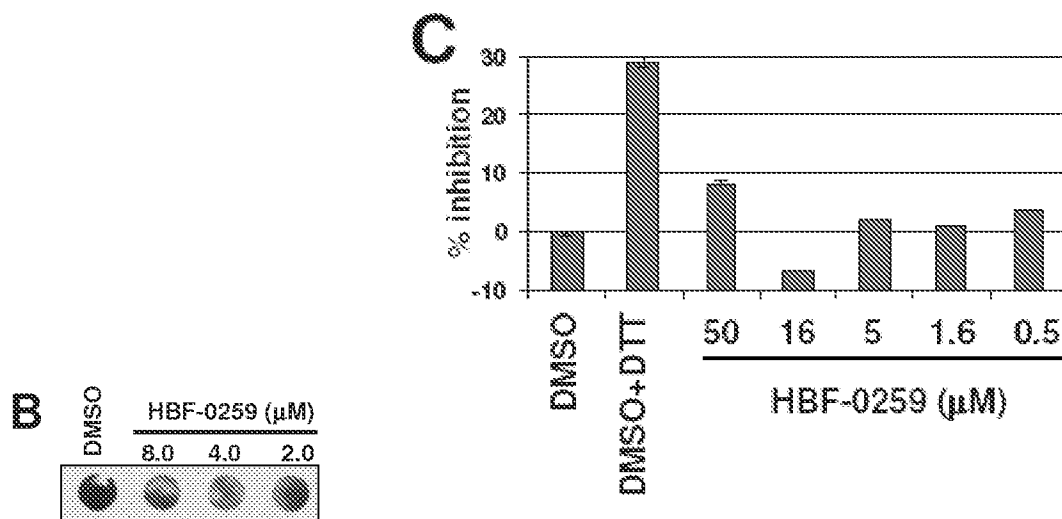 C
% inhibition
30
20
10
0
-10
DMSO
DMSO+DTT
50 16 5 1.6 0.5
HBF-0259 (µM)
B
DMSO
HBF-0259 (µM)
8.0 4.0 2.0